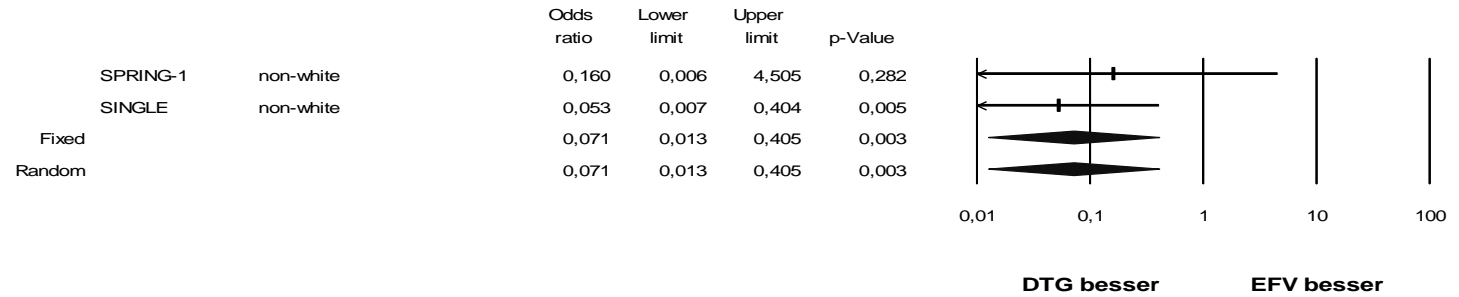 Odds Lower Upper
ratio limit limit p-Value
SPRING-1 non-white 0,160 0,006 4,505 0,282
SINGLE non-white 0,053 0,007 0,404 0,005
Fixed 0,071 0,013 0,405 0,003
Random 0,071 0,013 0,405 0,003
0,01 0,1 1 10 100
DTG besser EFV besser